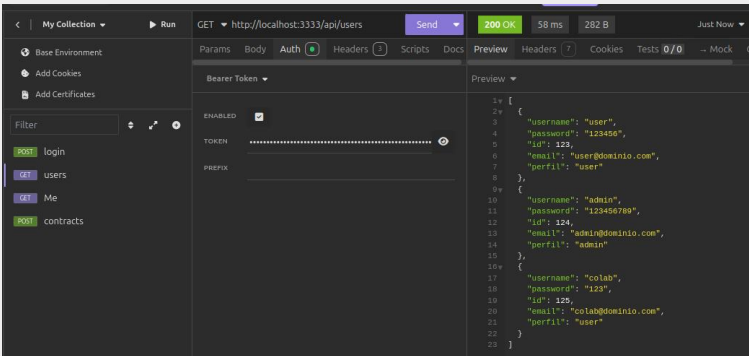 My Collection
Run
Base Environment
Add Cookies
Add Certificates
Filter
POST login
GET users
GET Me
POST contracts
GET http://localhost:3333/api/users Send
Params Body Auth Headers 3 Scripts Docs
Bearer Token
ENABLED
TOKEN ••••••••••••••••••••••••••••••••••••••••••••••••
PREFIX
200 OK 58 ms 282 B Just Now
Preview Headers 7 Cookies Tests 0/0 → Mock
Preview
1 [
2 {
3 "username": "user",
4 "password": "123456",
5 "id": 123,
6 "email": "user@dominio.com",
7 "perfil": "user"
8 },
9 {
10 "username": "admin",
11 "password": "123456789",
12 "id": 124,
13 "email": "admin@dominio.com",
14 "perfil": "admin"
15 },
16 {
17 "username": "colab",
18 "password": "123",
19 "id": 125,
20 "email": "colab@dominio.com",
21 "perfil": "user"
22 }
23 ]